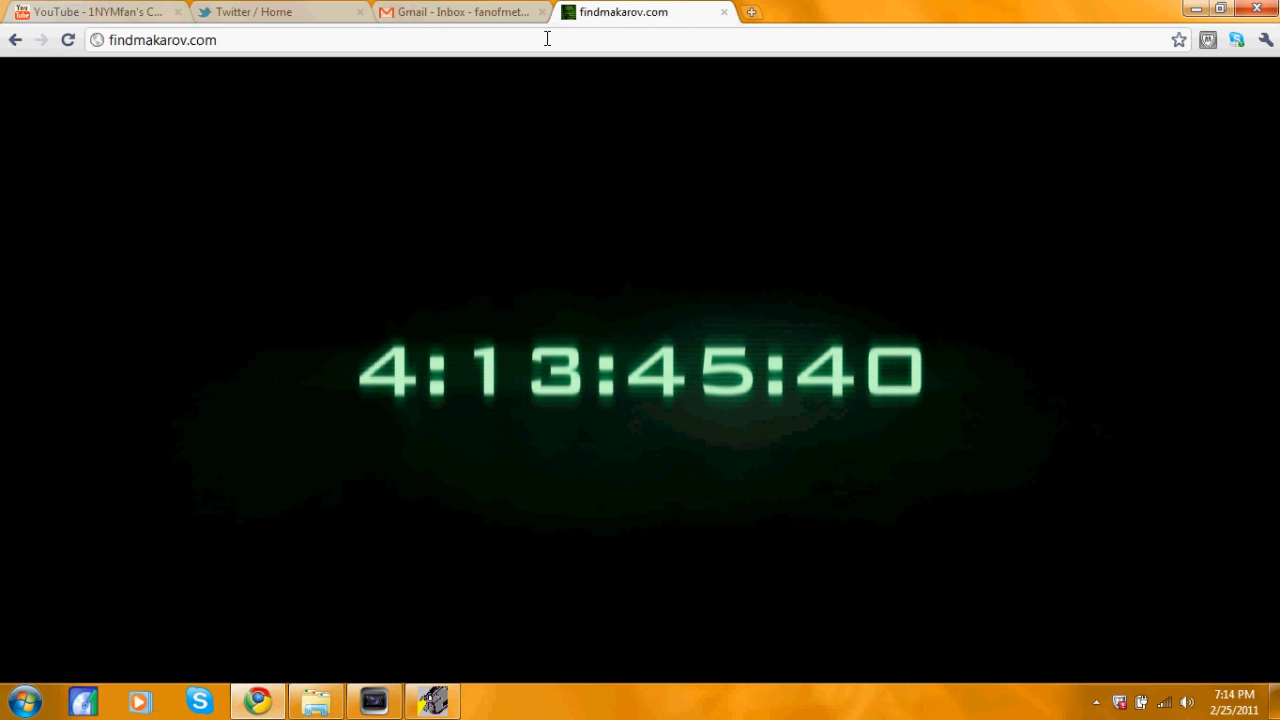 YouTube - 1NYMfan's C...
Twitter / Home
Gmail - Inbox - fanofmet...
findmakarov.com
findmakarov.com
4:13:45:40
7:14 PM
2/25/2011